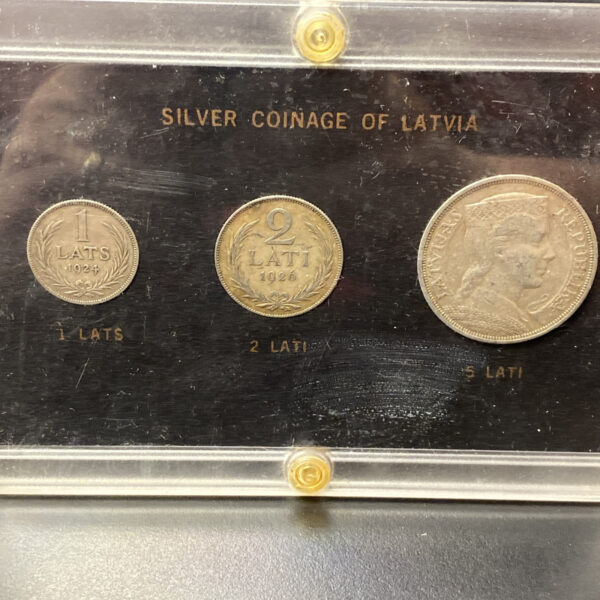 SILVER COINAGE OF LATVIA
1
LATS
1924
1 LATS
2
LATI
1926
2 LATI
LATVIJAS REPUBLIKA
5 LATI